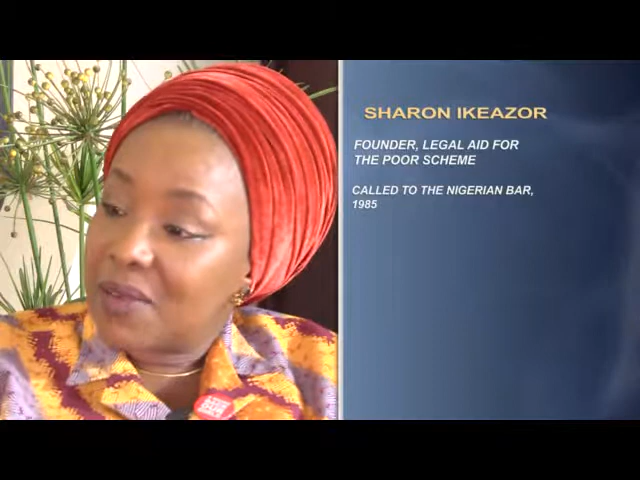 SHARON IKEAZOR
FOUNDER, LEGAL AID FOR
THE POOR SCHEME
CALLED TO THE NIGERIAN BAR,
1985